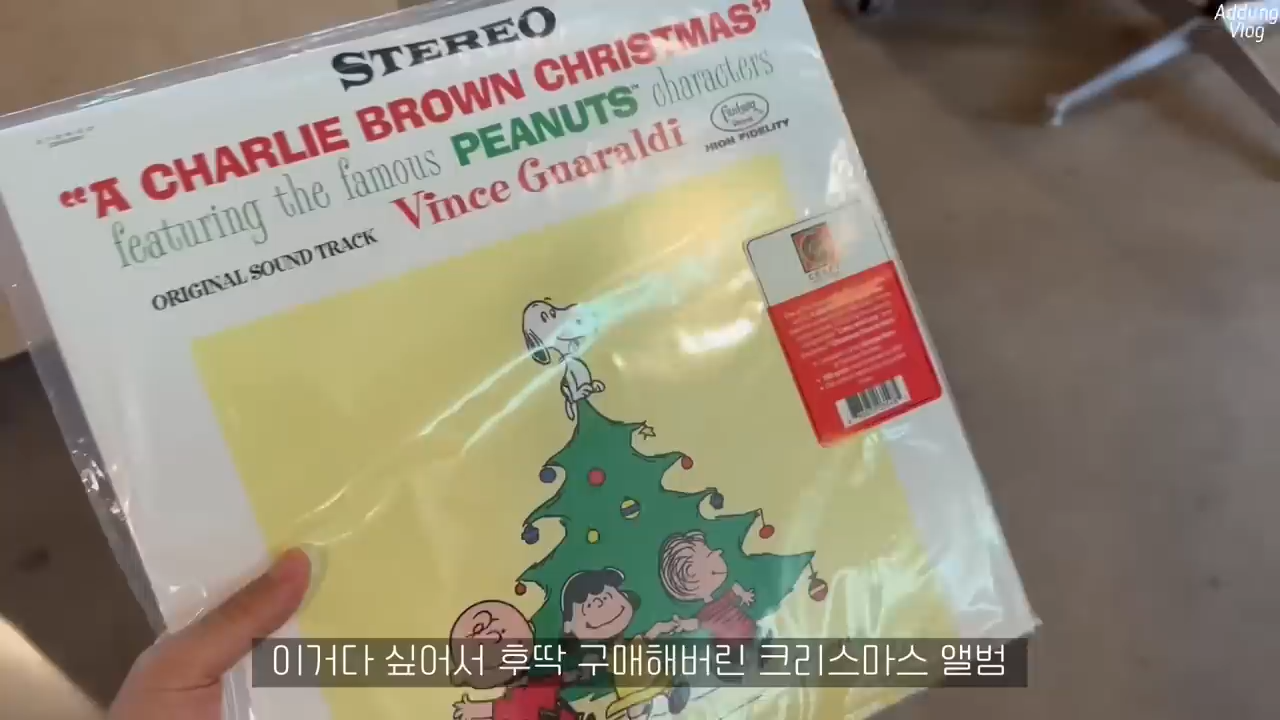 Addung
Vlog
STEREO
“A CHARLIE BROWN CHRISTMAS”
featuring the famous PEANUTS™ characters
ORIGINAL SOUND TRACK Vince Guaraldi
fantasy
HIGH FIDELITY
이거다 싶어서 후딱 구매해버린 크리스마스 앨범